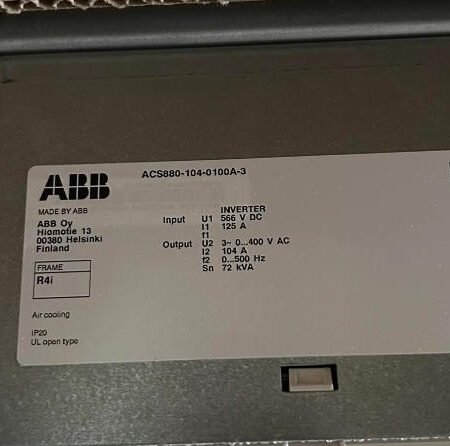 ABB
ACS880-104-0100A-3
MADE BY ABB
ABB Oy
Hiomotie 13
00380 Helsinki
Finland
FRAME
R4i
Air cooling
IP20
UL open type
INVERTER
Input U1 566 V DC
I1 125 A
f1
Output U2 3~ 0...400 V AC
I2 104 A
f2 0...500 Hz
Sn 72 kVA